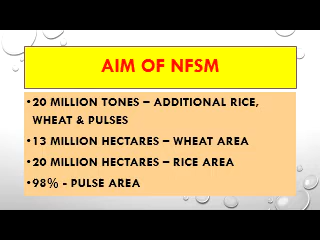 AIM OF NFSM
•20 MILLION TONES – ADDITIONAL RICE,
WHEAT & PULSES
•13 MILLION HECTARES – WHEAT AREA
•20 MILLION HECTARES – RICE AREA
•98% - PULSE AREA